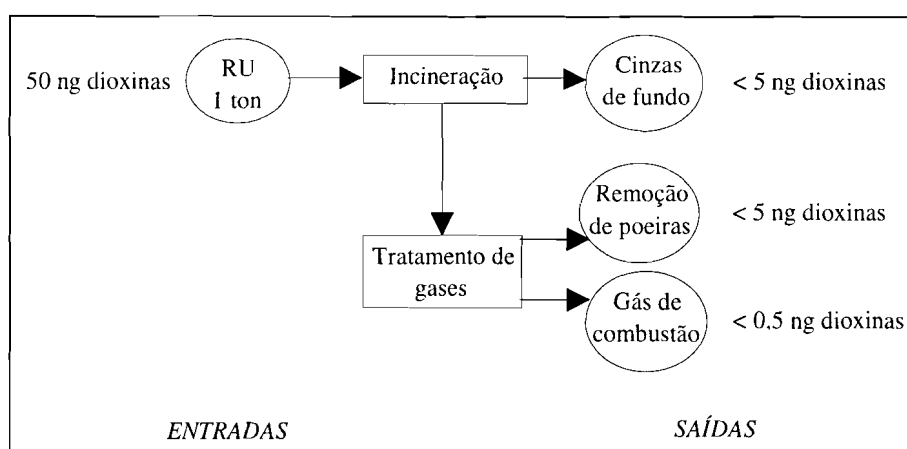 50 ng dioxinas
RU
1 ton
Incineração
Cinzas
de fundo
< 5 ng dioxinas
Remoção
de poeiras
< 5 ng dioxinas
Tratamento de
gases
Gás de
combustão
< 0,5 ng dioxinas
ENTRADAS
SAÍDAS